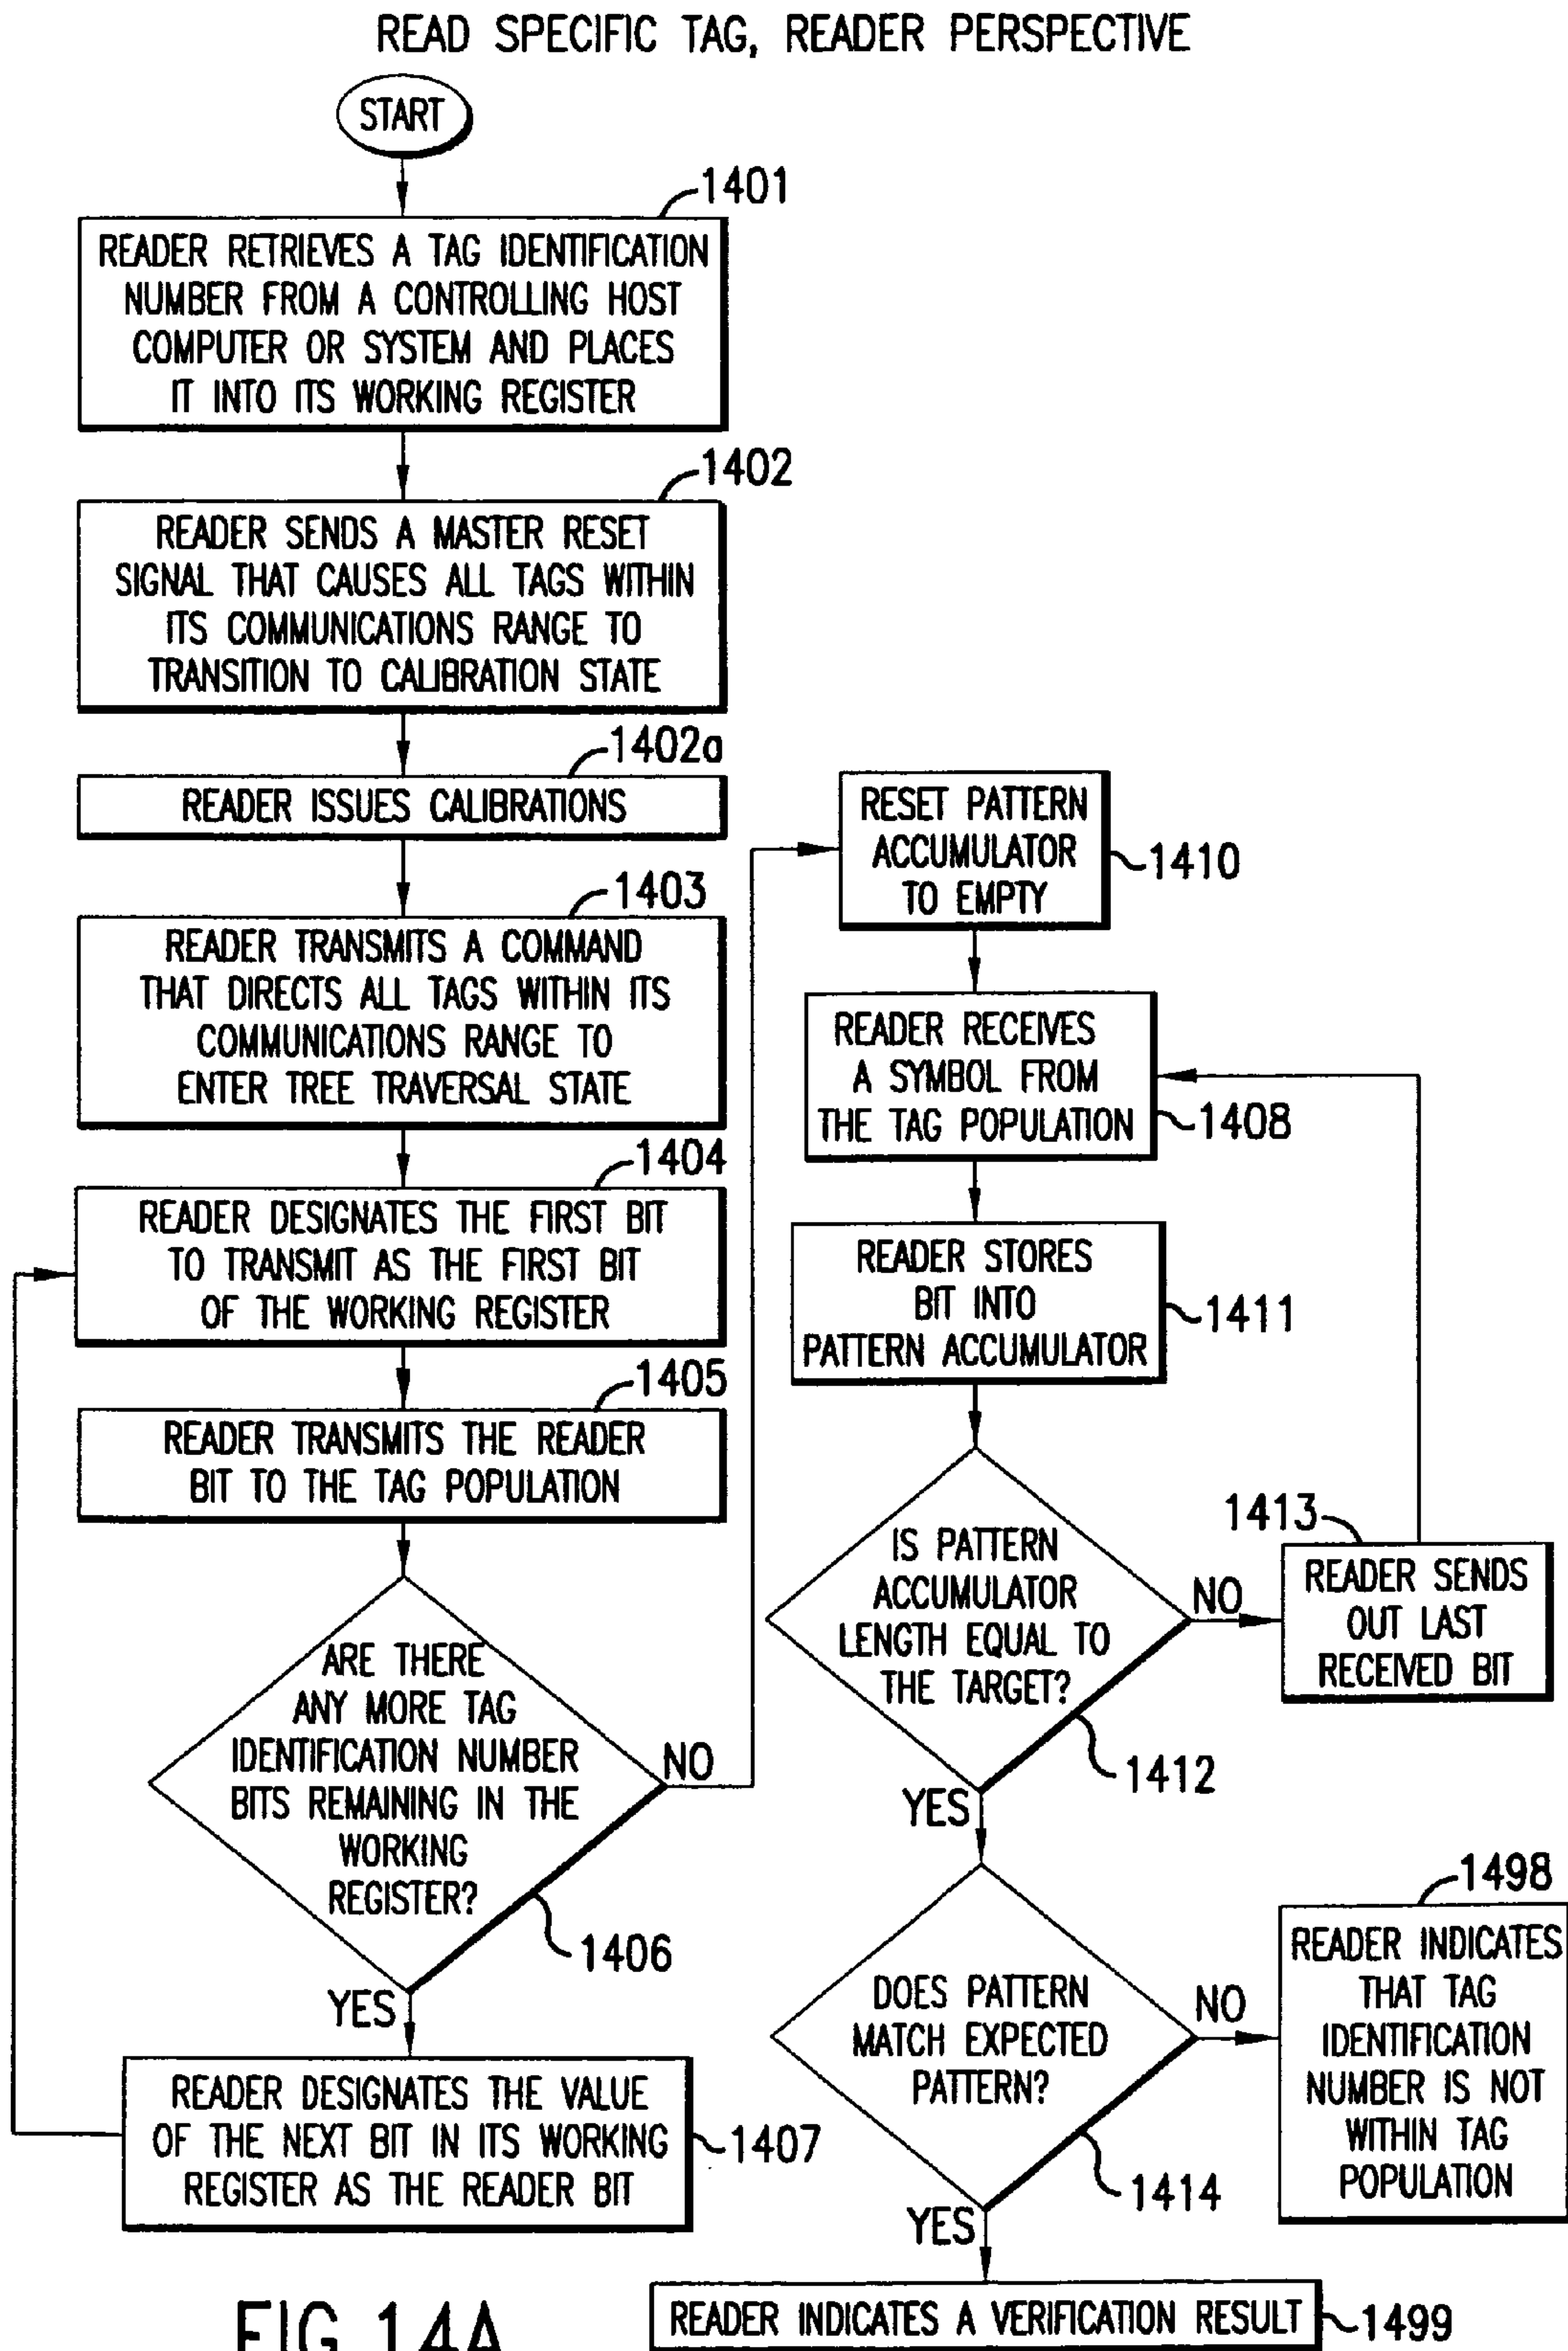 READ SPECIFIC TAG, READER PERSPECTIVE
START
1401
READER RETRIEVES A TAG IDENTIFICATION
NUMBER FROM A CONTROLLING HOST
COMPUTER OR SYSTEM AND PLACES
IT INTO ITS WORKING REGISTER
1402
READER SENDS A MASTER RESET
SIGNAL THAT CAUSES ALL TAGS WITHIN
ITS COMMUNICATIONS RANGE TO
TRANSITION TO CALIBRATION STATE
1402a
READER ISSUES CALIBRATIONS
1403
READER TRANSMITS A COMMAND
THAT DIRECTS ALL TAGS WITHIN ITS
COMMUNICATIONS RANGE TO
ENTER TREE TRAVERSAL STATE
1404
READER DESIGNATES THE FIRST BIT
TO TRANSMIT AS THE FIRST BIT
OF THE WORKING REGISTER
1405
READER TRANSMITS THE READER
BIT TO THE TAG POPULATION
ARE THERE
ANY MORE TAG
IDENTIFICATION NUMBER
BITS REMAINING IN THE
WORKING
REGISTER?
NO
1406
YES
READER DESIGNATES THE VALUE
OF THE NEXT BIT IN ITS WORKING
REGISTER AS THE READER BIT
1407
RESET PATTERN
ACCUMULATOR
TO EMPTY
1410
READER RECEIVES
A SYMBOL FROM
THE TAG POPULATION
1408
READER STORES
BIT INTO
PATTERN ACCUMULATOR
1411
IS PATTERN
ACCUMULATOR
LENGTH EQUAL TO
THE TARGET?
NO
1412
YES
1413
READER SENDS
OUT LAST
RECEIVED BIT
DOES PATTERN
MATCH EXPECTED
PATTERN?
NO
1414
YES
1498
READER INDICATES
THAT TAG
IDENTIFICATION
NUMBER IS NOT
WITHIN TAG
POPULATION
READER INDICATES A VERIFICATION RESULT
1499
FIG.14A